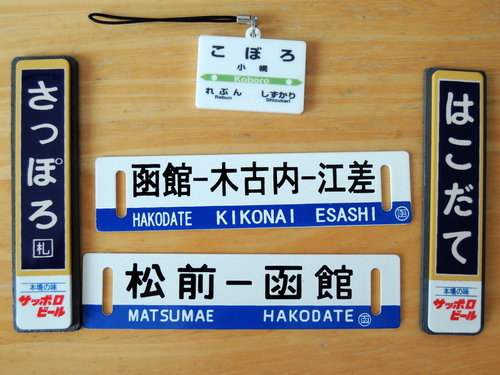 さっぽろ
札
本場の味
サッポロ
ビール
こぼろ
小幌
Koboro
れぶん しずかり
Rebun Shizukari
函館－木古内－江差
HAKODATE KIKONAI ESASHI 函
松前－函館
MATSUMAE HAKODATE 函
はこだて
本場の味
サッポロ
ビール